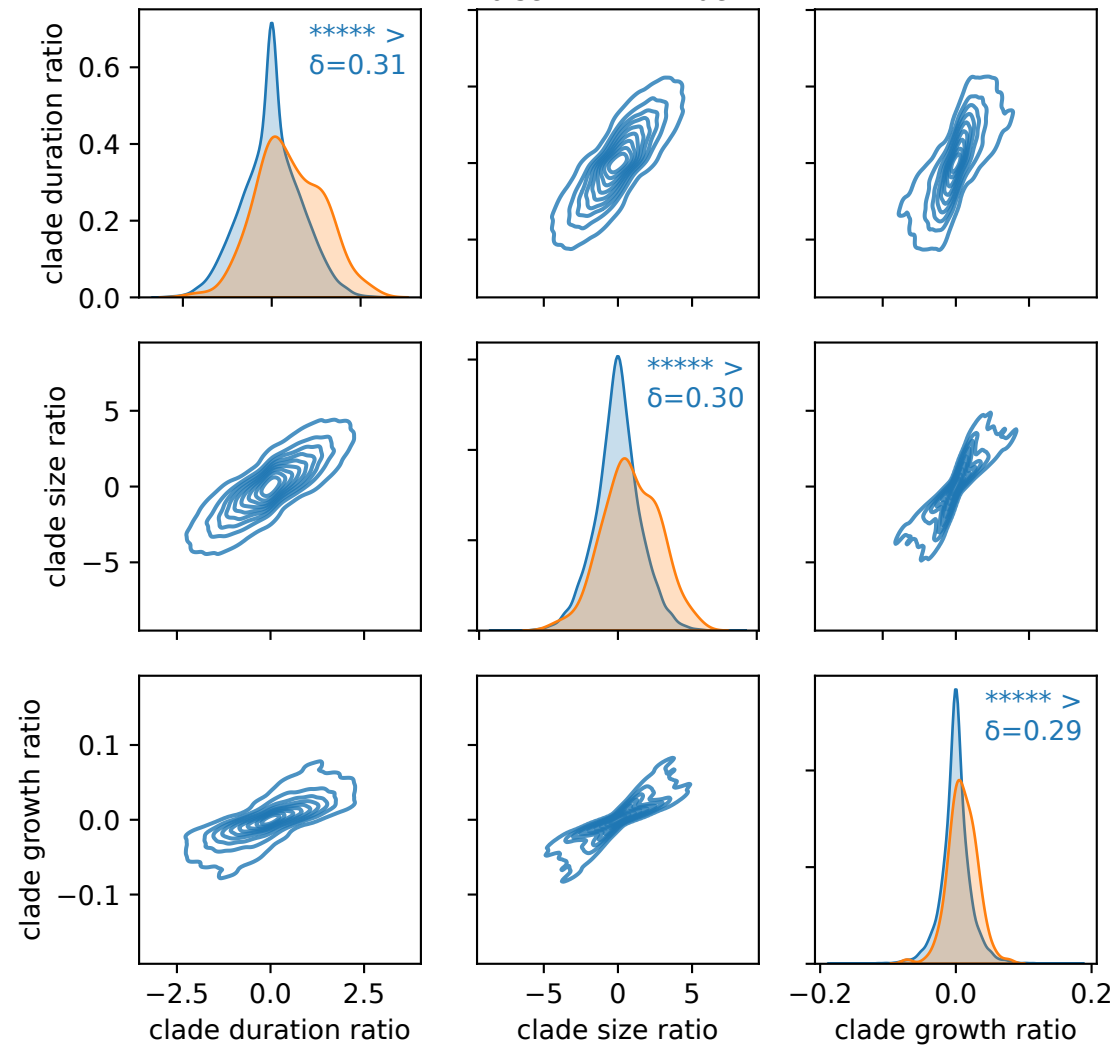 clade duration ratio
0.6
0.4
0.2
0.0
***** >
δ=0.31
clade size ratio
5
0
−5
***** >
δ=0.30
clade growth ratio
0.1
0.0
−0.1
***** >
δ=0.29
−2.5 0.0 2.5
−5 0 5
−0.2 0.0 0.2
clade duration ratio
clade size ratio
clade growth ratio